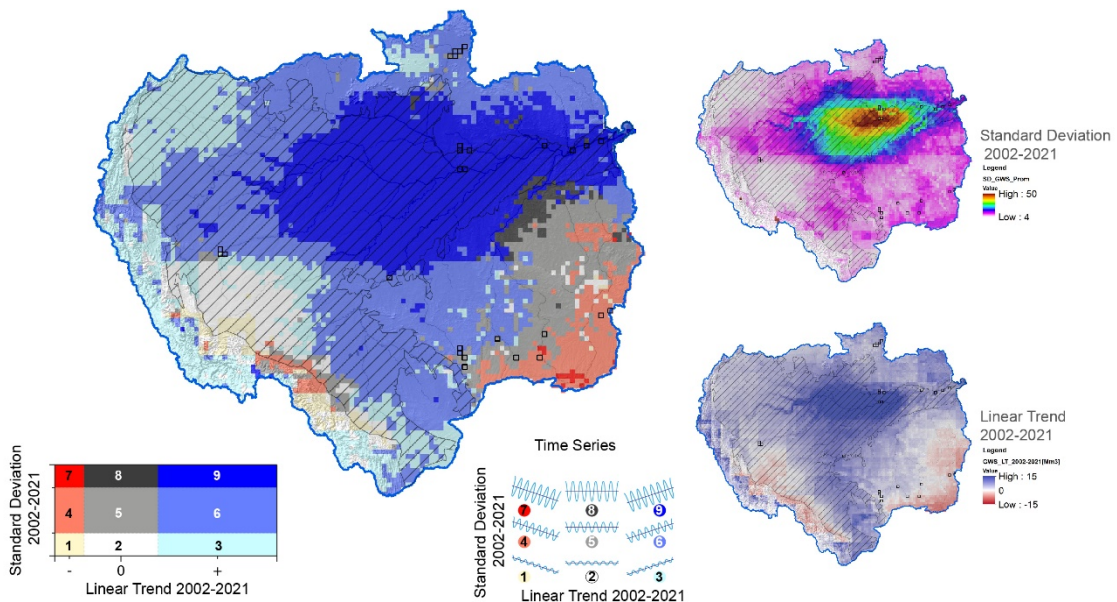 Standard Deviation
2002-2021
Legend
SD_GWS_Prom
Value
High : 50
Low : 4
Linear Trend
2002-2021
Legend
GWS_LT_2002-2021[Mm3]
High : 15
0
Low : -15
Standard Deviation
2002-2021
7 8 9
4 5 6
1 2 3
- 0 +
Linear Trend 2002-2021
Time Series
Standard Deviation
2002-2021
7 8 9
4 5 6
1 2 3
Linear Trend 2002-2021